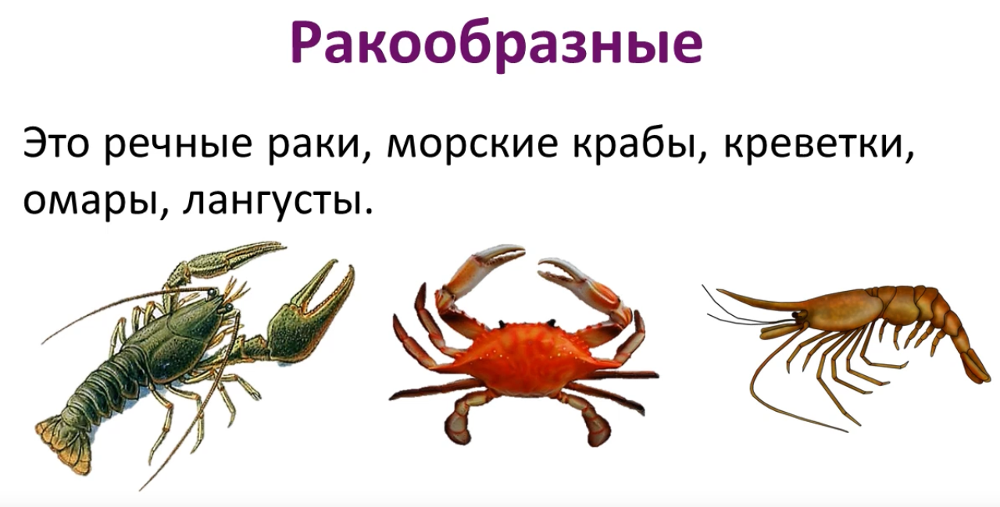 Ракообразные
Это речные раки, морские крабы, креветки,
омары, лангусты.